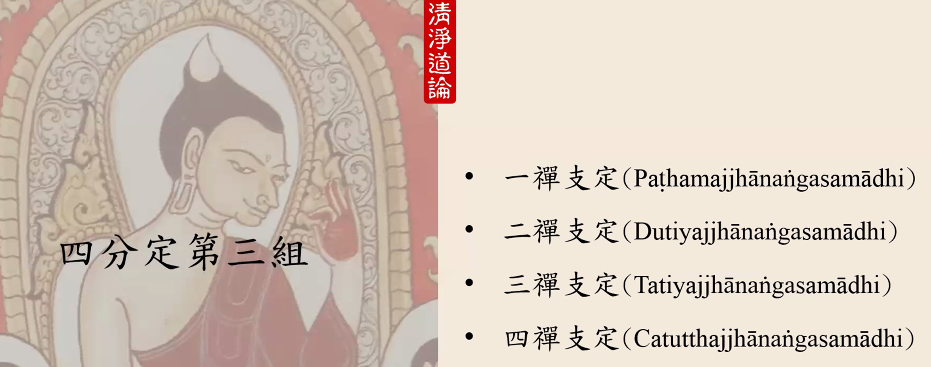 清淨道論
四分定第三組
• 一禪支定(Paṭhamajjhānaṅgasamādhi)
• 二禪支定(Dutiyajjhānaṅgasamādhi)
• 三禪支定(Tatiyajjhānaṅgasamādhi)
• 四禪支定(Catutthajjhānaṅgasamādhi)